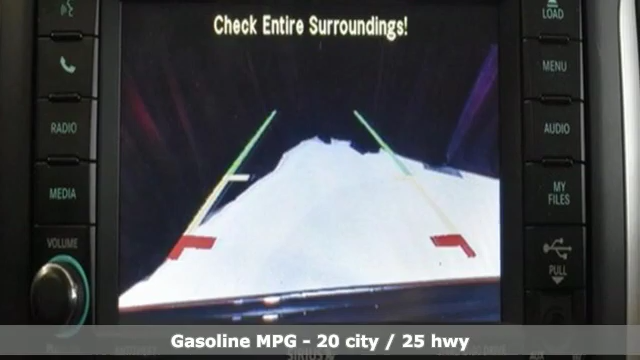 Check Entire Surroundings!
LOAD
MENU
RADIO
AUDIO
MEDIA
MY
FILES
VOLUME
PULL
Gasoline MPG - 20 city / 25 hwy